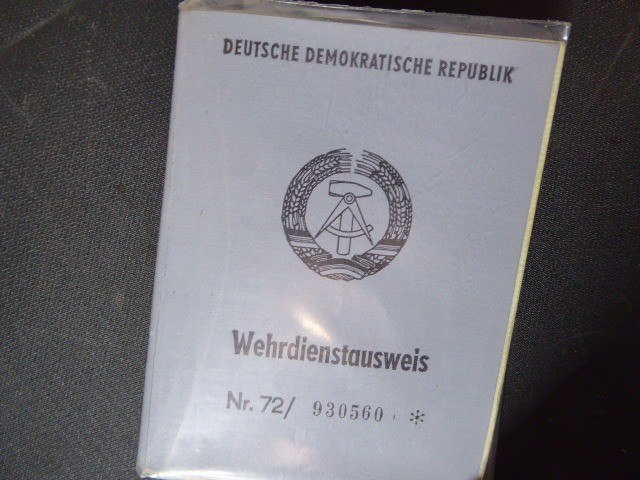 DEUTSCHE DEMOKRATISCHE REPUBLIK
Wehrdienstausweis
Nr. 72/ 930560 *